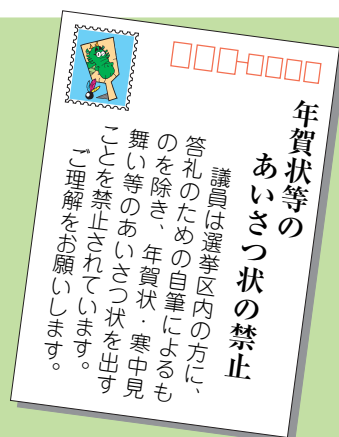 年賀状等の
あいさつ状の禁止
議員は選挙区内の方に、
答礼のための自筆によるも
のを除き、年賀状・寒中見
舞い等のあいさつ状を出す
ことを禁止されています。
ご理解をお願いします。